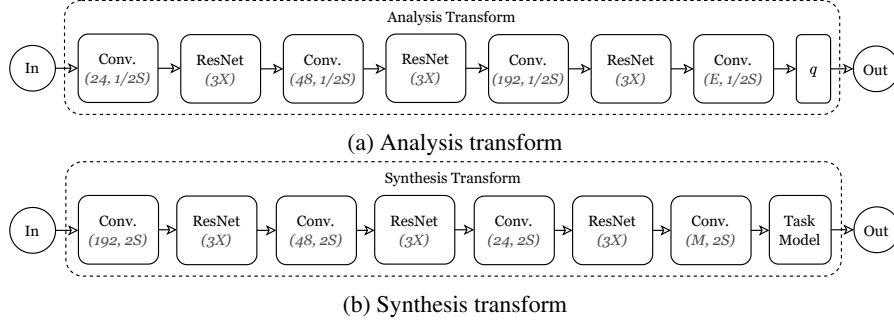 Analysis Transform
In
Conv.
(24, 1/2S)
ResNet
(3X)
Conv.
(48, 1/2S)
ResNet
(3X)
Conv.
(192, 1/2S)
ResNet
(3X)
Conv.
(E, 1/2S)
q
Out
(a) Analysis transform
Synthesis Transform
In
Conv.
(192, 2S)
ResNet
(3X)
Conv.
(48, 2S)
ResNet
(3X)
Conv.
(24, 2S)
ResNet
(3X)
Conv.
(M, 2S)
Task
Model
Out
(b) Synthesis transform